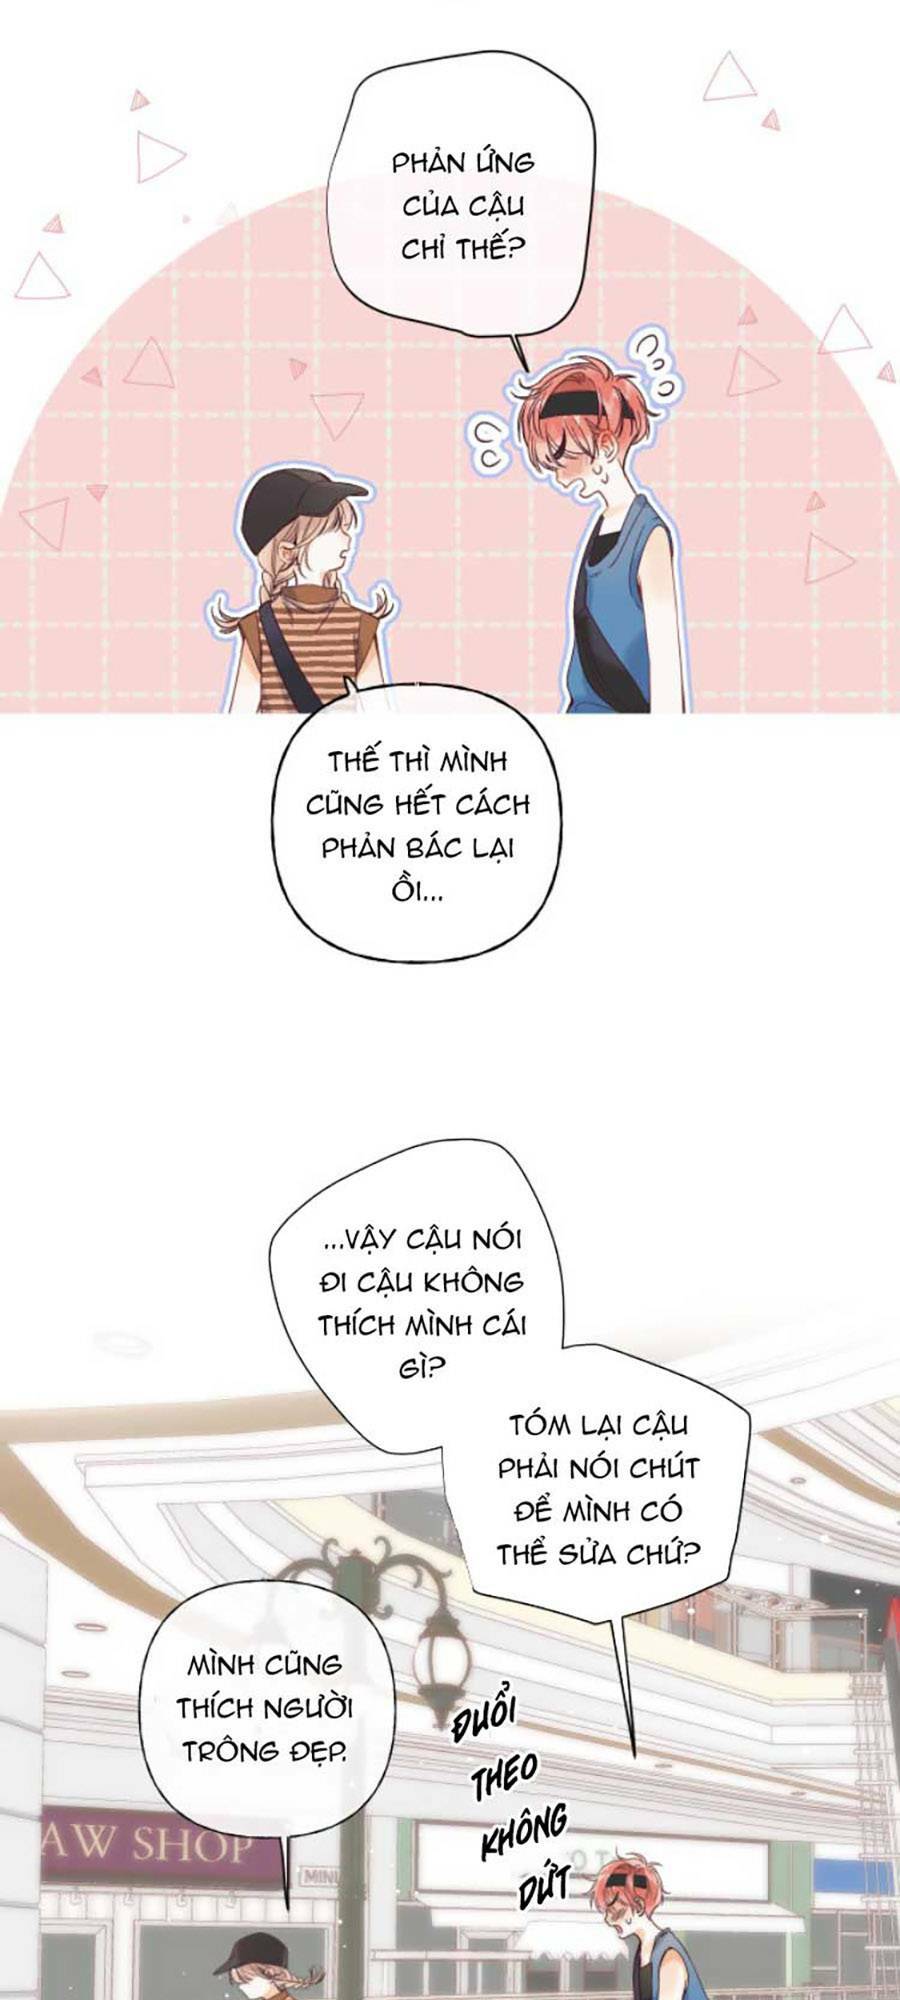 PHẢN ỨNG
CỦA CẬU
CHỈ THẾ?
THẾ THÌ MÌNH
CŨNG HẾT CÁCH
PHẢN BÁC LẠI
ỒI...
...VẬY CẬU NÓI
ĐI CẬU KHÔNG
THÍCH MÌNH CÁI
GÌ?
TÓM LẠI CẬU
PHẢI NÓI CHÚT
ĐỂ MÌNH CÓ
THỂ SỬA CHỨ?
MÌNH CŨNG
THÍCH NGƯỜI
TRÔNG ĐẸP.
ĐUỔI
THEO
KHÔNG
DỨT
AW SHOP
MINI
TO